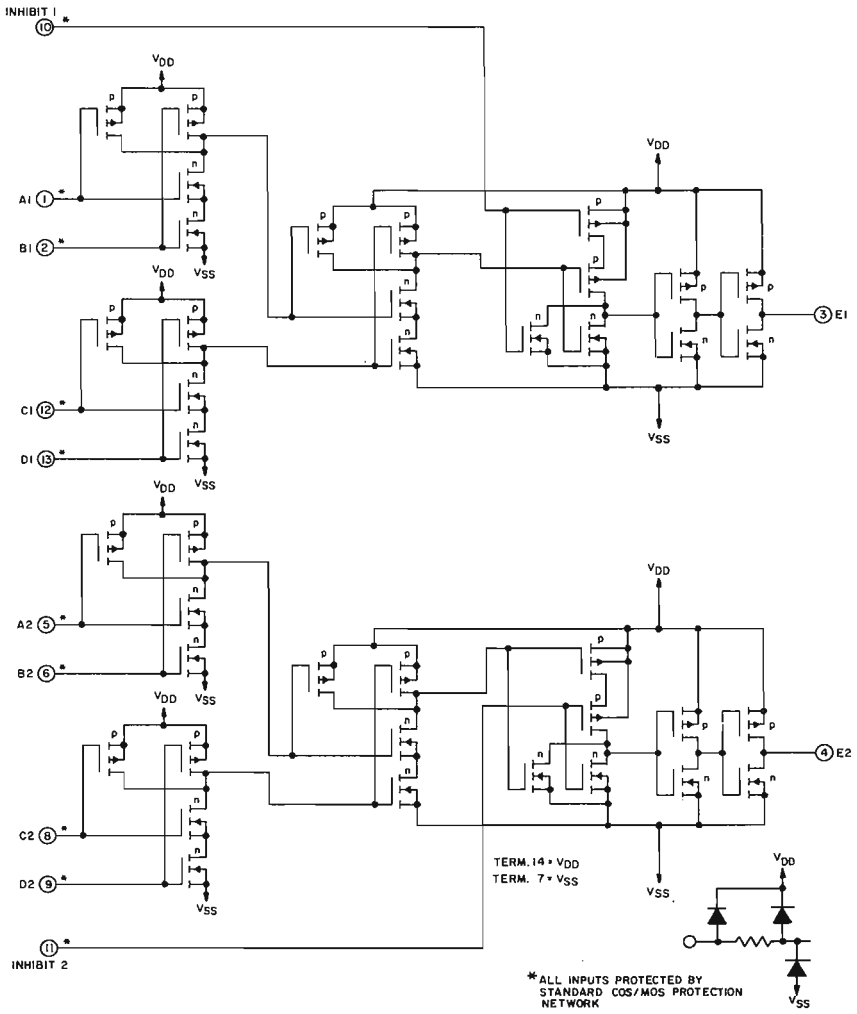 INHIBIT 1
10 *
VDD
p p
n
A1 1 *
n
B1 2 *
VSS
VDD
p p
n
C1 12 *
n
D1 13 *
VSS
VDD
p p
n
n
p
p
n n
p p
n n
3 E1
VSS
VDD
p p
n
A2 5 *
n
B2 6 *
VSS
VDD
p p
n
C2 8 *
n
D2 9 *
VSS
11 *
INHIBIT 2
VDD
p p
n
n
p
p
n n
p p
n n
4 E2
VSS
TERM. 14 = VDD
TERM. 7 = VSS
VDD
VSS
* ALL INPUTS PROTECTED BY
STANDARD COS/MOS PROTECTION
NETWORK